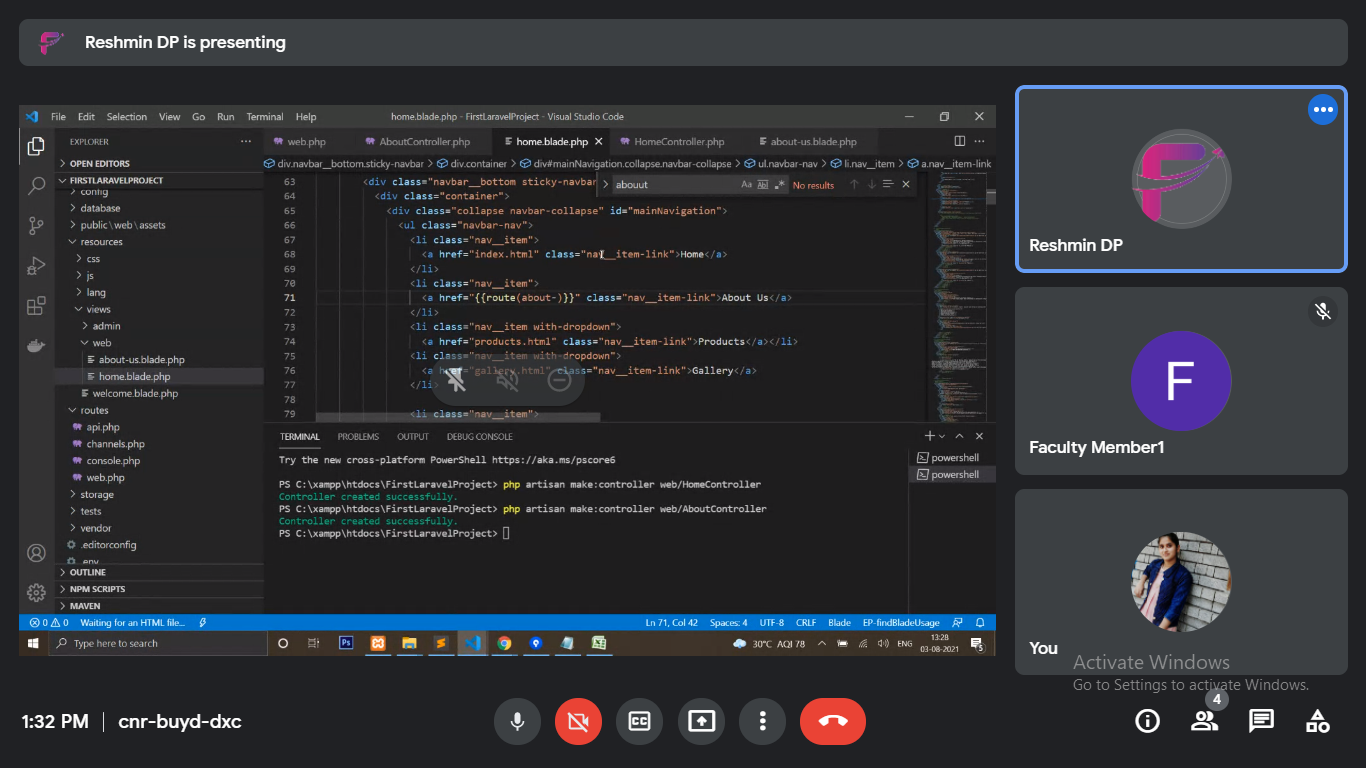 Reshmin DP is presenting
File Edit Selection View Go Run Terminal Help
home.blade.php - FirstLaravelProject - Visual Studio Code
EXPLORER
OPEN EDITORS
FIRSTLARAVELPROJECT
config
database
public\web\assets
resources
css
js
lang
views
admin
web
about-us.blade.php
home.blade.php
welcome.blade.php
routes
api.php
channels.php
console.php
web.php
storage
tests
vendor
.editorconfig
.env
OUTLINE
NPM SCRIPTS
MAVEN
web.php AboutController.php home.blade.php HomeController.php about-us.blade.php
div.navbar__bottom.sticky-navbar > div.container > div#mainNavigation.collapse.navbar-collapse > ul.navbar-nav > li.nav__item > a.nav__item-link
abouut Aa Ab No results
63 <div class="navbar__bottom sticky-navbar
64 <div class="container">
65 <div class="collapse navbar-collapse" id="mainNavigation">
66 <ul class="navbar-nav">
67 <li class="nav__item">
68 <a href="index.html" class="nav__item-link">Home</a>
69 </li>
70 <li class="nav__item">
71 <a href="{{route(about-)}}" class="nav__item-link">About Us</a>
72 </li>
73 <li class="nav__item with-dropdown">
74 <a href="products.html" class="nav__item-link">Products</a></li>
75 <li class="nav__item with-dropdown">
76 <a href="gallery.html" class="nav__item-link">Gallery</a>
77 </li>
78
79 <li class="nav__item">
TERMINAL PROBLEMS OUTPUT DEBUG CONSOLE
Try the new cross-platform PowerShell https://aka.ms/pscore6
PS C:\xampp\htdocs\FirstLaravelProject> php artisan make:controller web/HomeController
Controller created successfully.
PS C:\xampp\htdocs\FirstLaravelProject> php artisan make:controller web/AboutController
Controller created successfully.
PS C:\xampp\htdocs\FirstLaravelProject>
powershell
powershell
0 0 Waiting for an HTML file... Ln 71, Col 42 Spaces: 4 UTF-8 CRLF Blade EP-findBladeUsage
Type here to search
Ps
30°C AQI 78 ENG
13:28
03-08-2021
5
Reshmin DP
F
Faculty Member1
You
Activate Windows
Go to Settings to activate Windows.
1:32 PM | cnr-buyd-dxc
CC
4